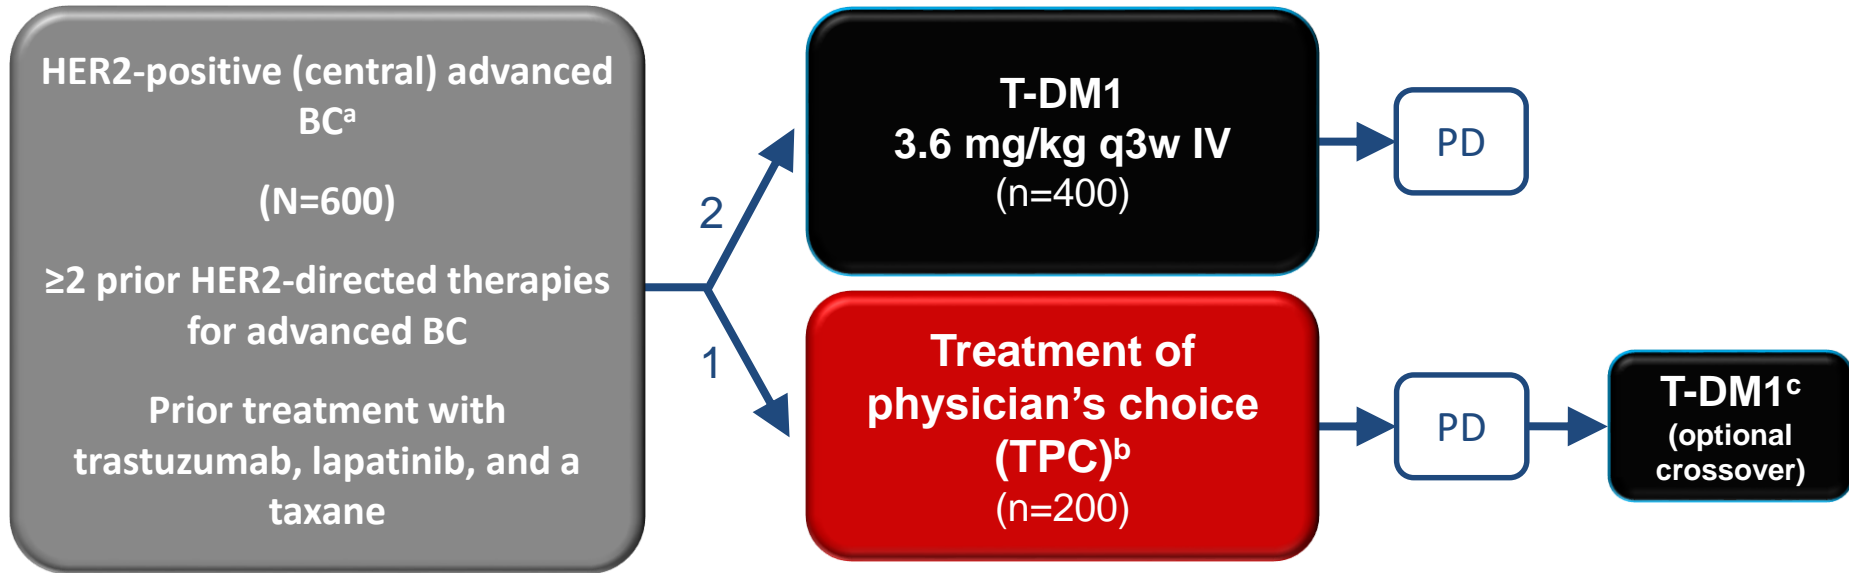 HER2-positive (central) advanced
BCᵃ
(N=600)
≥2 prior HER2-directed therapies
for advanced BC
Prior treatment with
trastuzumab, lapatinib, and a
taxane
2
1
T-DM1
3.6 mg/kg q3w IV
(n=400)
PD
Treatment of
physician’s choice
(TPC)ᵇ
(n=200)
PD
T-DM1ᶜ
(optional
crossover)